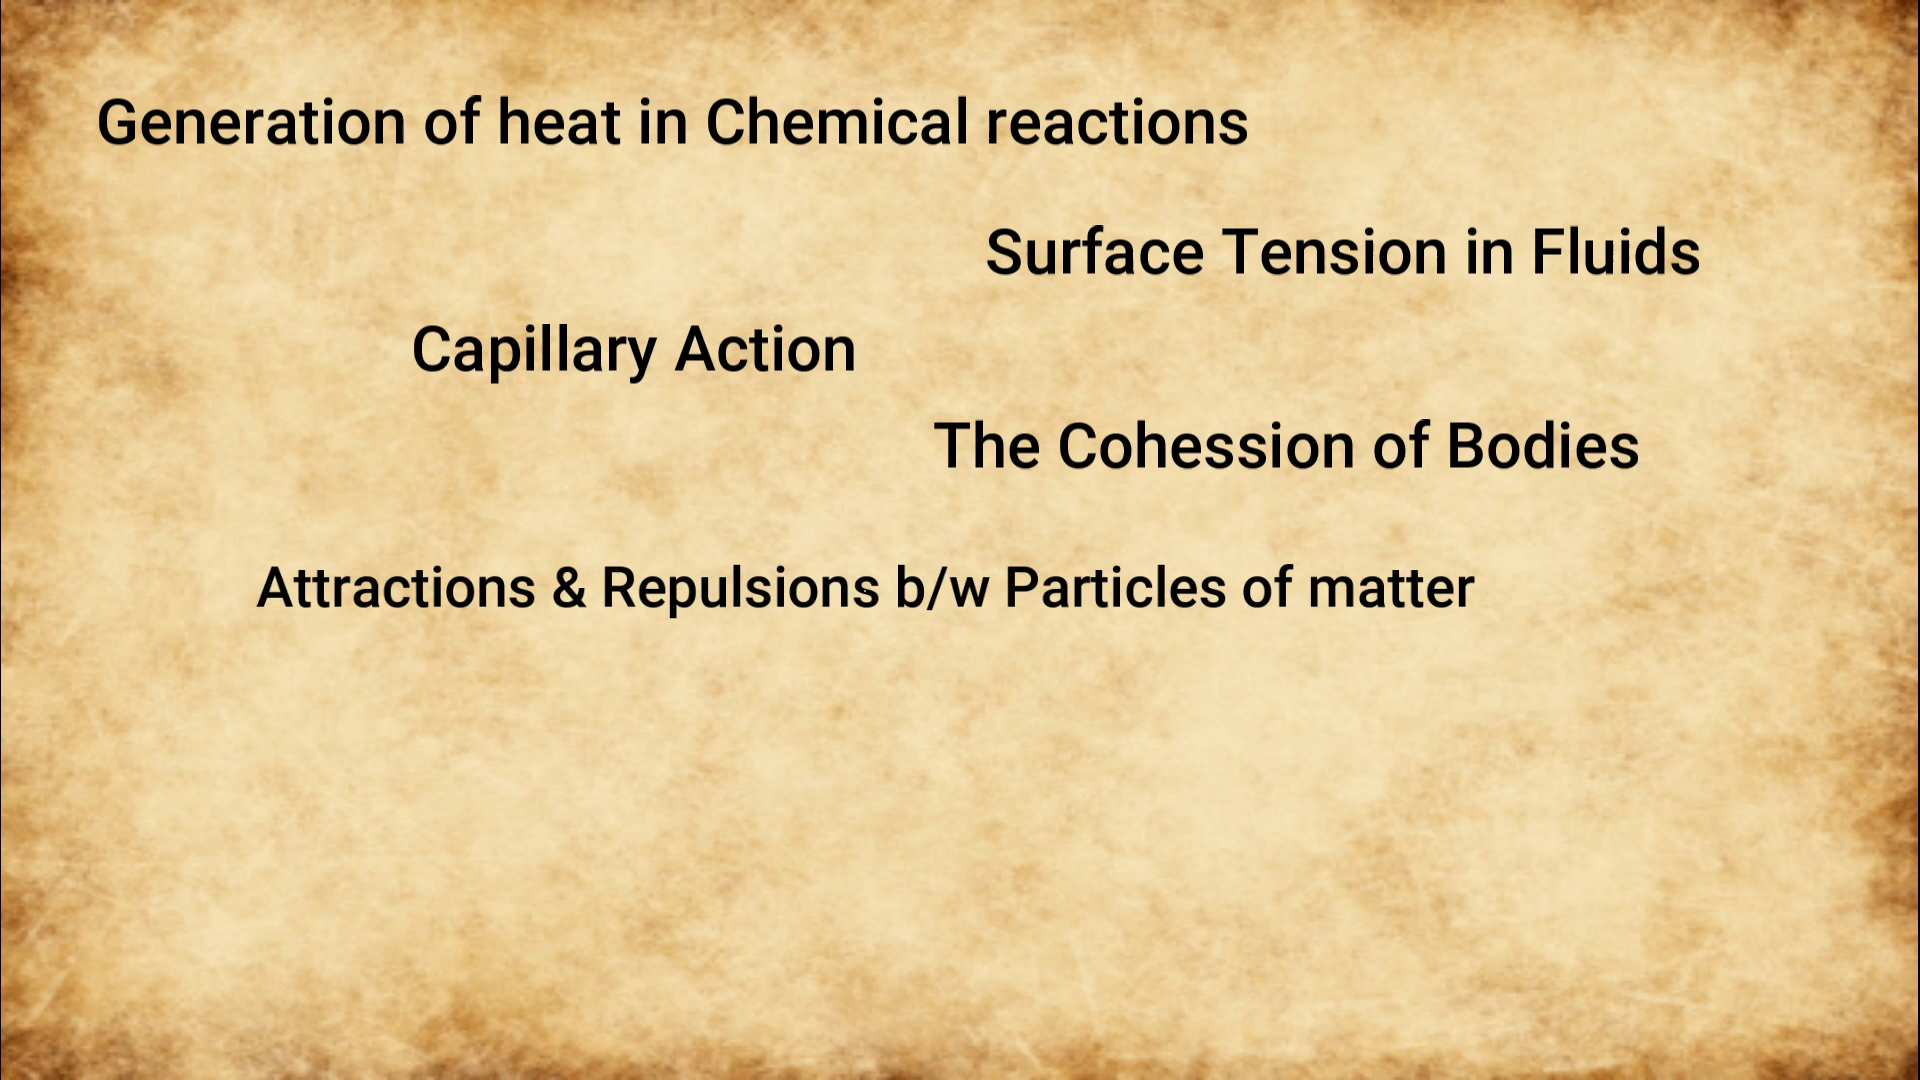 Generation of heat in Chemical reactions
Surface Tension in Fluids
Capillary Action
The Cohession of Bodies
Attractions & Repulsions b/w Particles of matter